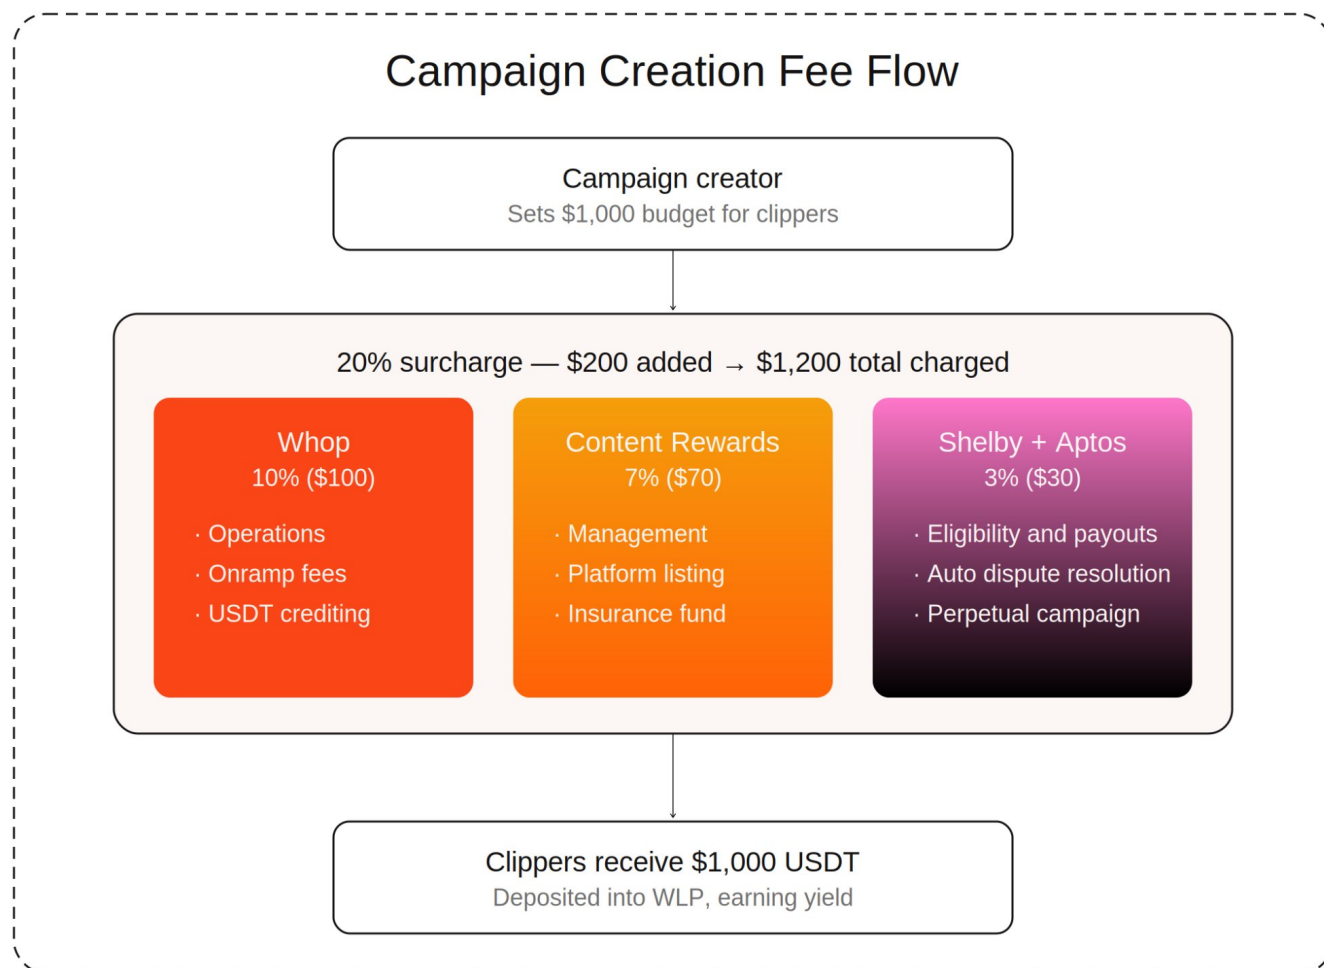 Campaign Creation Fee Flow
Campaign creator
Sets $1,000 budget for clippers
20% surcharge — $200 added → $1,200 total charged
Whop
10% ($100)
· Operations
· Onramp fees
· USDT crediting
Content Rewards
7% ($70)
· Management
· Platform listing
· Insurance fund
Shelby + Aptos
3% ($30)
· Eligibility and payouts
· Auto dispute resolution
· Perpetual campaign
Clippers receive $1,000 USDT
Deposited into WLP, earning yield